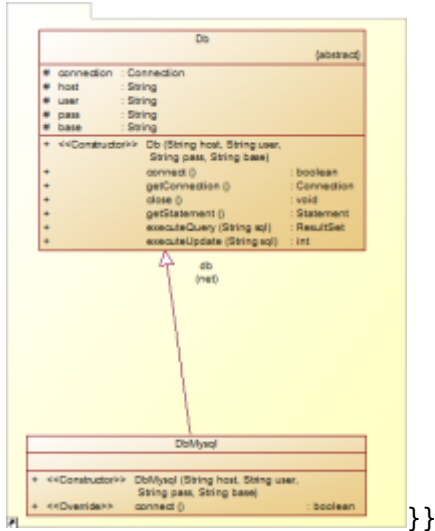 Db
{abstract}
# connection : Connection
# host : String
# user : String
# pass : String
# base : String
+ <<Constructor>> Db (String host, String user,
String pass, String base)
+ connect () : boolean
+ getConnection () : Connection
+ close () : void
+ getStatement () : Statement
+ executeQuery (String sql) : ResultSet
+ executeUpdate (String sql) : int
db
(net)
DbMysql
+ <<Constructor>> DbMysql (String host, String user,
String pass, String base)
+ <<Override>> connect () : boolean
}}